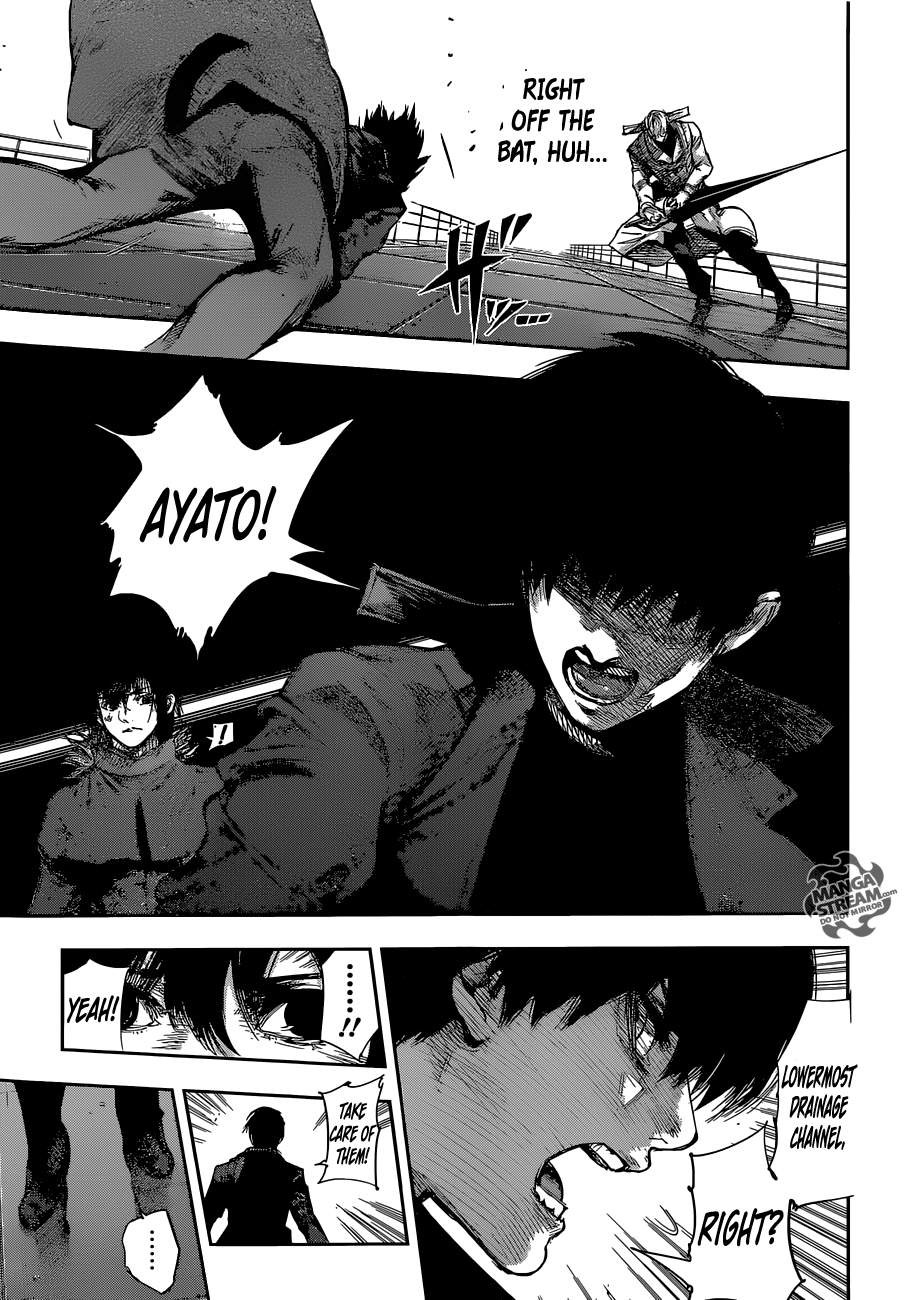 RIGHT
OFF THE
BAT, HUH...
ザッ...
AYATO!
!!
LOWERMOST
DRAINAGE
CHANNEL,
RIGHT?
......!!
YEAH!
TAKE
CARE OF
THEM!
......
MANGA
STREAM.com
DO NOT MIRROR